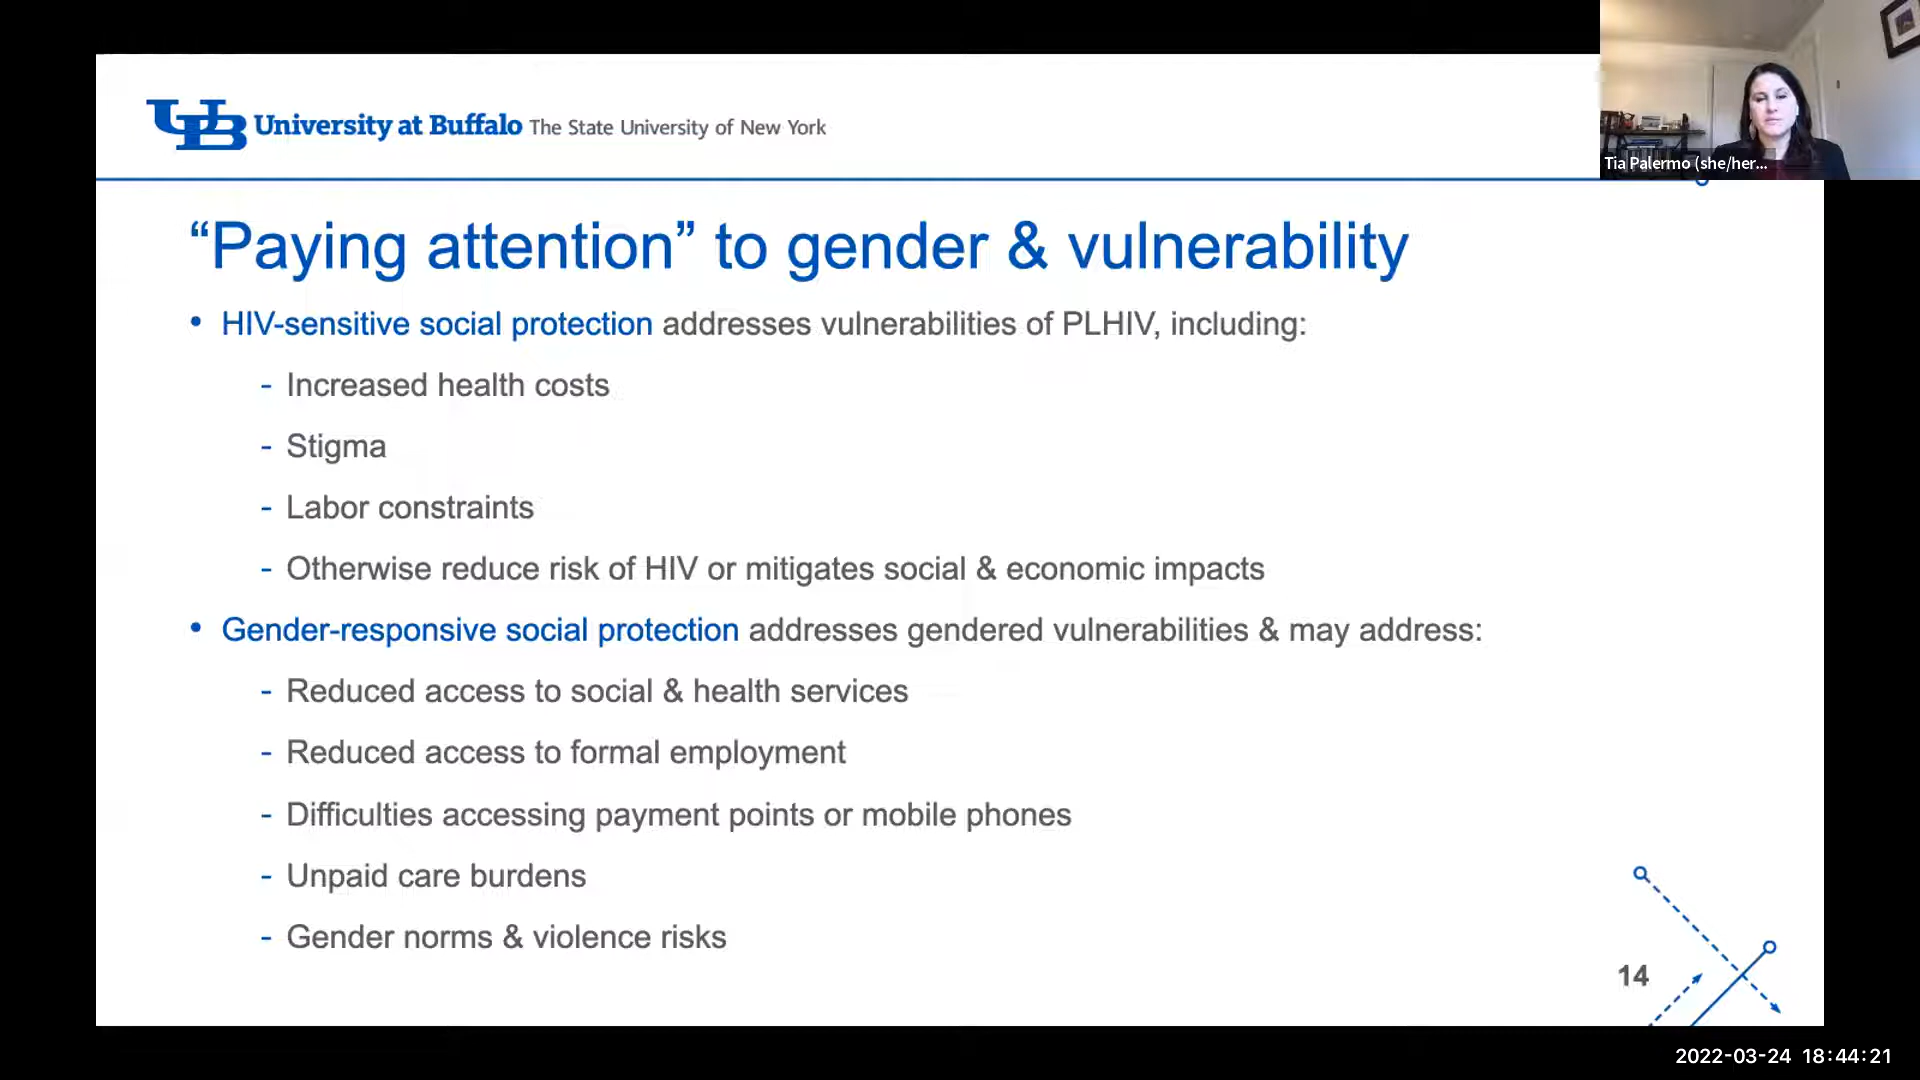 UB University at Buffalo The State University of New York
Tia Palermo (she/her...
“Paying attention” to gender & vulnerability
• HIV-sensitive social protection addresses vulnerabilities of PLHIV, including:
- Increased health costs
- Stigma
- Labor constraints
- Otherwise reduce risk of HIV or mitigates social & economic impacts
• Gender-responsive social protection addresses gendered vulnerabilities & may address:
- Reduced access to social & health services
- Reduced access to formal employment
- Difficulties accessing payment points or mobile phones
- Unpaid care burdens
- Gender norms & violence risks
14
2022-03-24 18:44:21